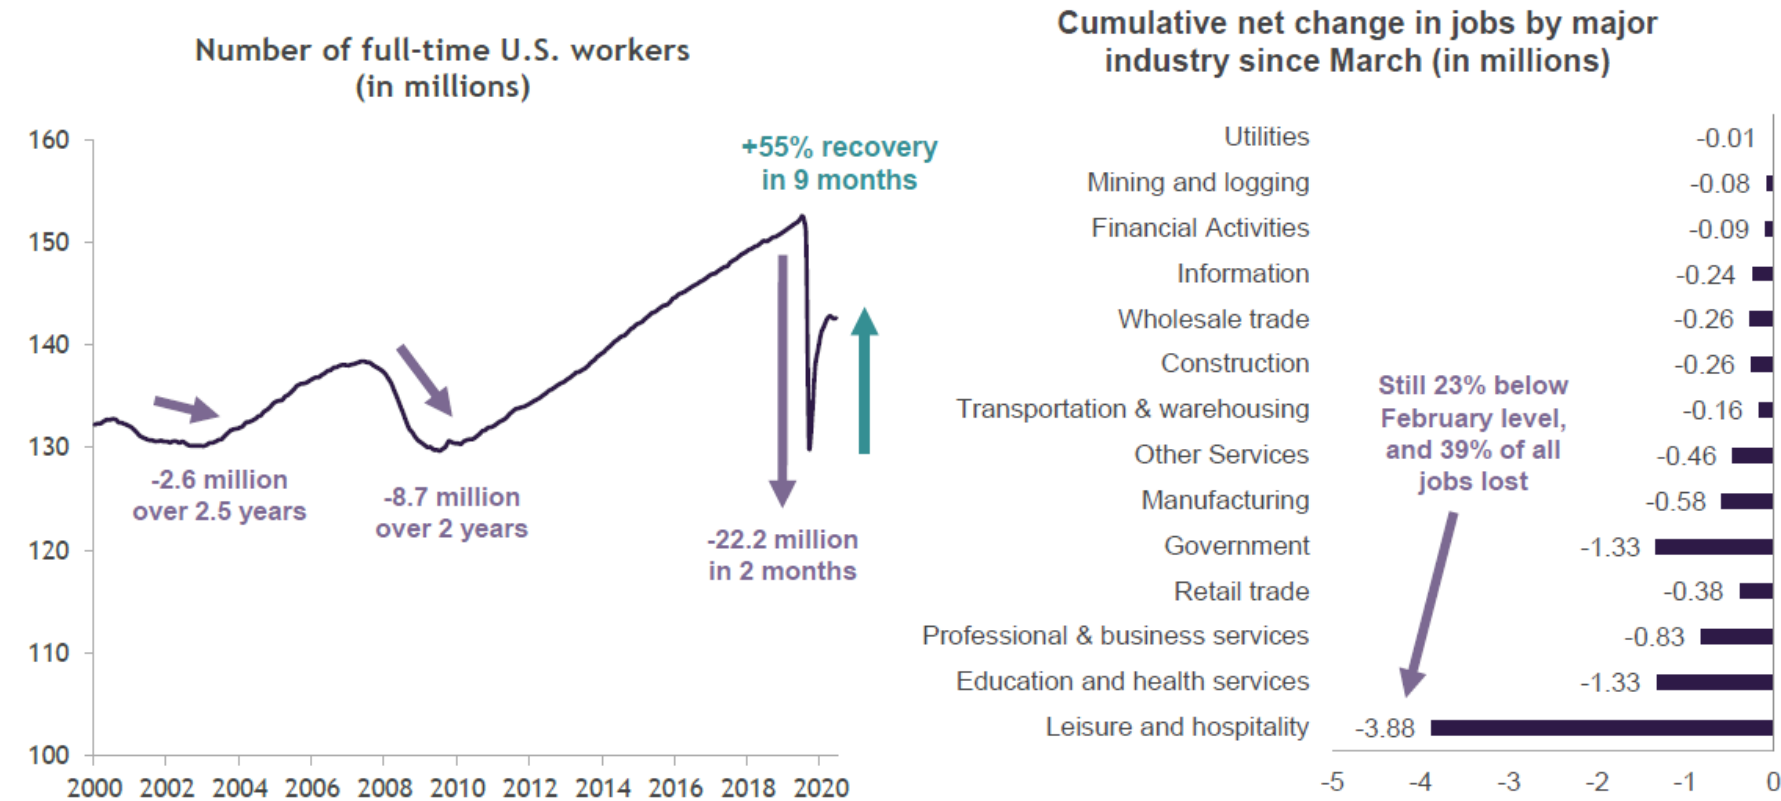 Number of full-time U.S. workers
(in millions)
160
150
140
130
120
110
100
2000 2002 2004 2006 2008 2010 2012 2014 2016 2018 2020
-2.6 million
over 2.5 years
-8.7 million
over 2 years
-22.2 million
in 2 months
+55% recovery
in 9 months
Cumulative net change in jobs by major
industry since March (in millions)
Utilities -0.01
Mining and logging -0.08
Financial Activities -0.09
Information -0.24
Wholesale trade -0.26
Construction -0.26
Transportation & warehousing -0.16
Other Services -0.46
Manufacturing -0.58
Government -1.33
Retail trade -0.38
Professional & business services -0.83
Education and health services -1.33
Leisure and hospitality -3.88
Still 23% below
February level,
and 39% of all
jobs lost
-5 -4 -3 -2 -1 0